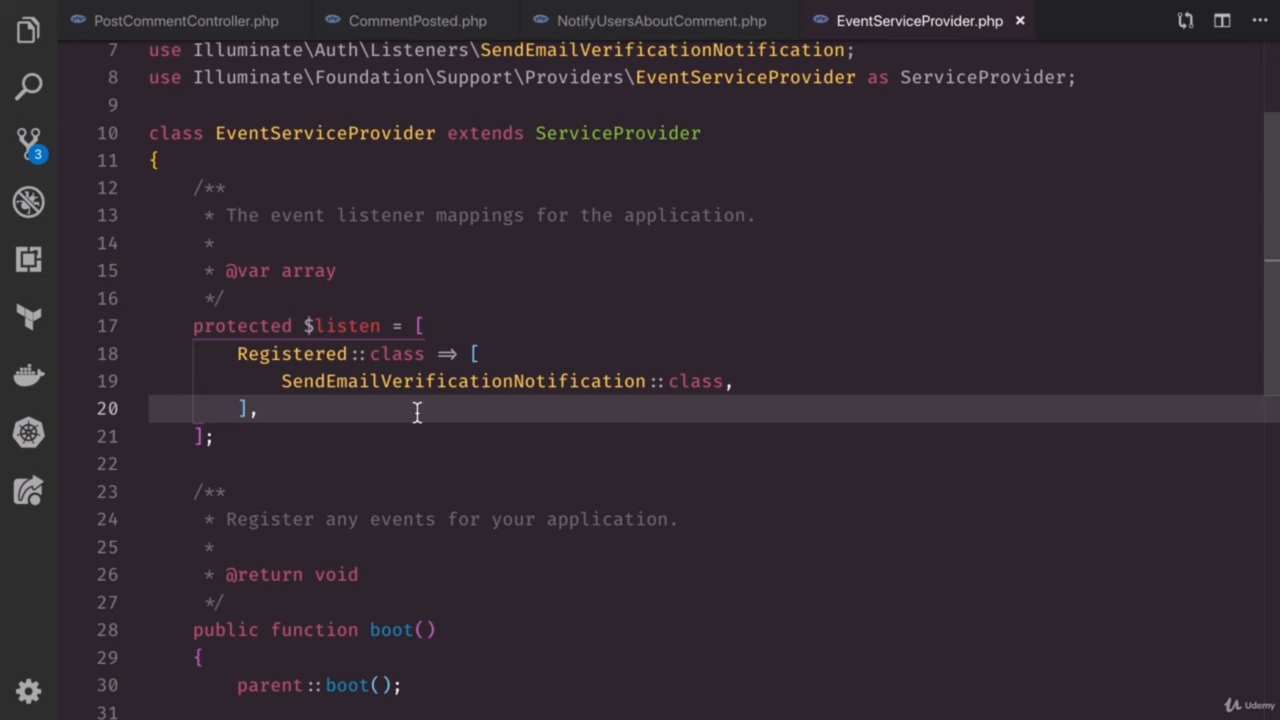 PostCommentController.php CommentPosted.php NotifyUsersAboutComment.php EventServiceProvider.php ×
7 use Illuminate\Auth\Listeners\SendEmailVerificationNotification;
8 use Illuminate\Foundation\Support\Providers\EventServiceProvider as ServiceProvider;
9
10 class EventServiceProvider extends ServiceProvider
11 {
12 /**
13 * The event listener mappings for the application.
14 *
15 * @var array
16 */
17 protected $listen = [
18 Registered::class => [
19 SendEmailVerificationNotification::class,
20 ],
21 ];
22
23 /**
24 * Register any events for your application.
25 *
26 * @return void
27 */
28 public function boot()
29 {
30 parent::boot();
31
3
Udemy